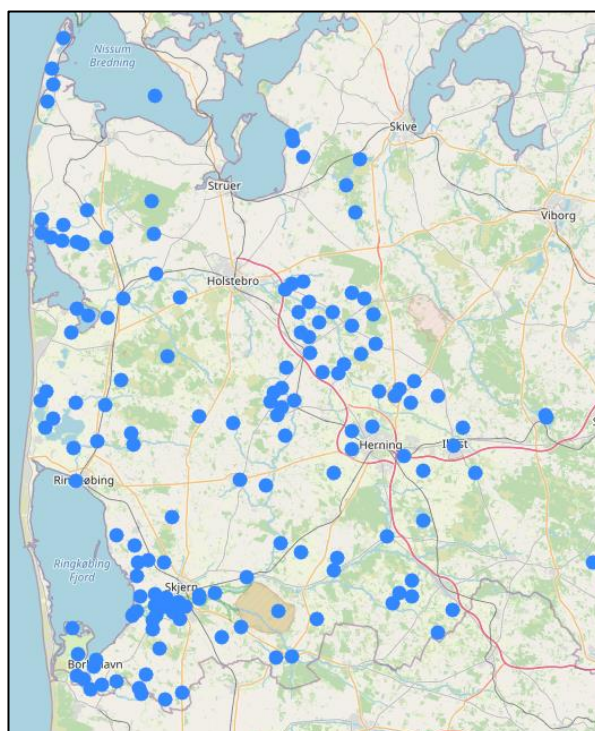 Nissum
Bredning
Skive
Struer
Viborg
Holstebro
Herning
Ringkøbing
Fjord
Skjern